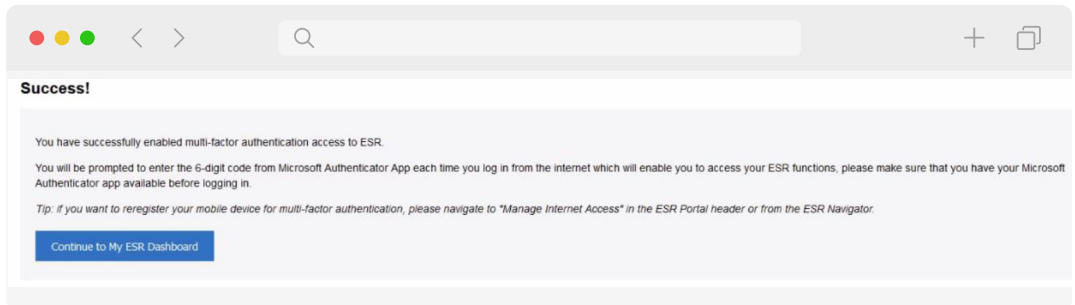 Success!
You have successfully enabled multi-factor authentication access to ESR.
You will be prompted to enter the 6-digit code from Microsoft Authenticator App each time you log in from the internet which will enable you to access your ESR functions, please make sure that you have your Microsoft
Authenticator app available before logging in.
Tip: if you want to reregister your mobile device for multi-factor authentication, please navigate to "Manage Internet Access" in the ESR Portal header or from the ESR Navigator.
Continue to My ESR Dashboard